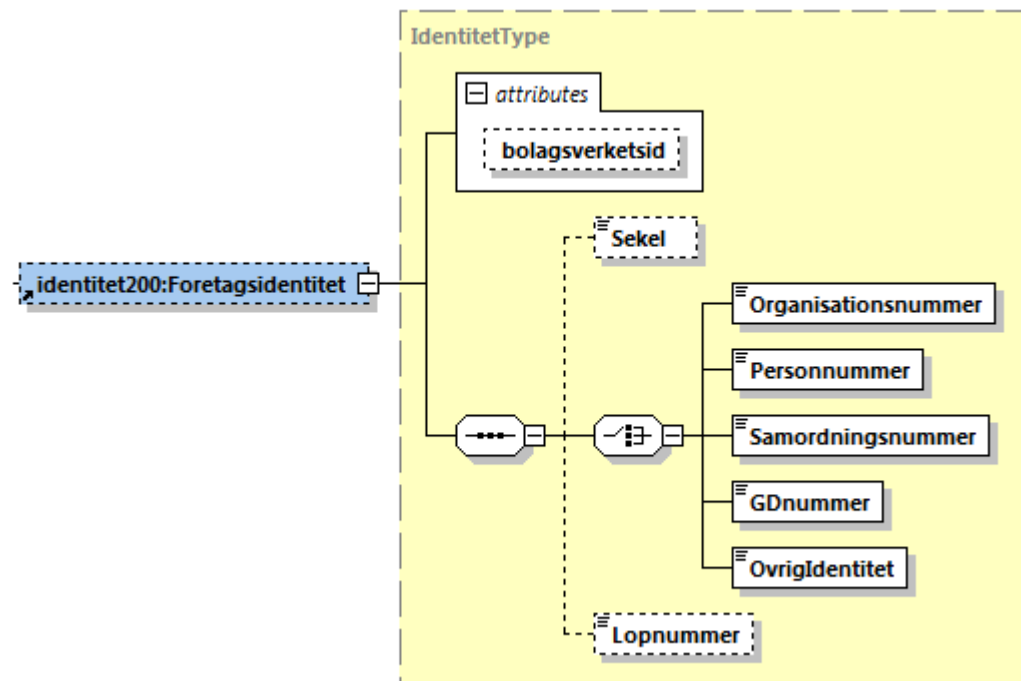 IdentitetType
attributes
bolagsverketsid
Sekel
identitet200:Foretagsidentitet
Organisationsnummer
Personnummer
Samordningsnummer
GDnummer
OvrigIdentitet
Lopnummer